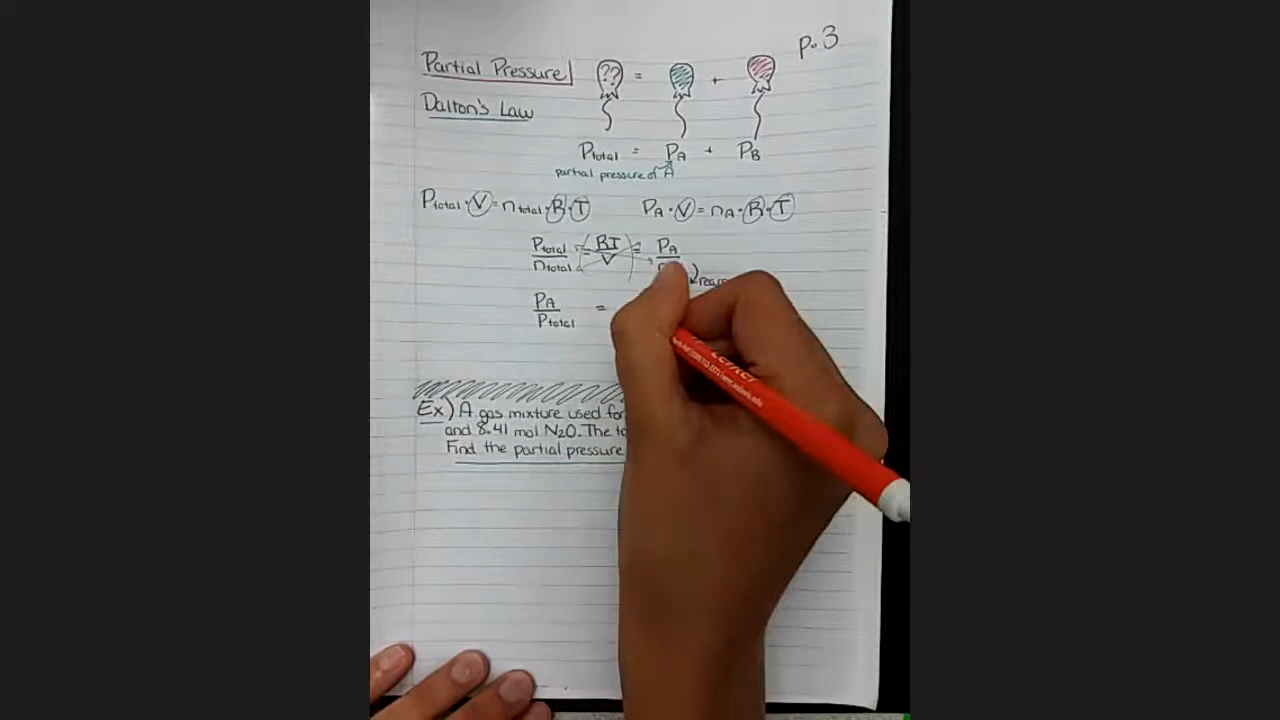 p.3
Partial Pressure ?? = +
Dalton's Law
Ptotal = PA + PB
partial pressure of A
Ptotal · V = ntotal · R · T PA · V = nA · R · T
Ptotal = RT = PA
ntotal V
PA =
Ptotal
Ex) A gas mixture used for
and 8.41 mol N2O. The
Find the partial pressure